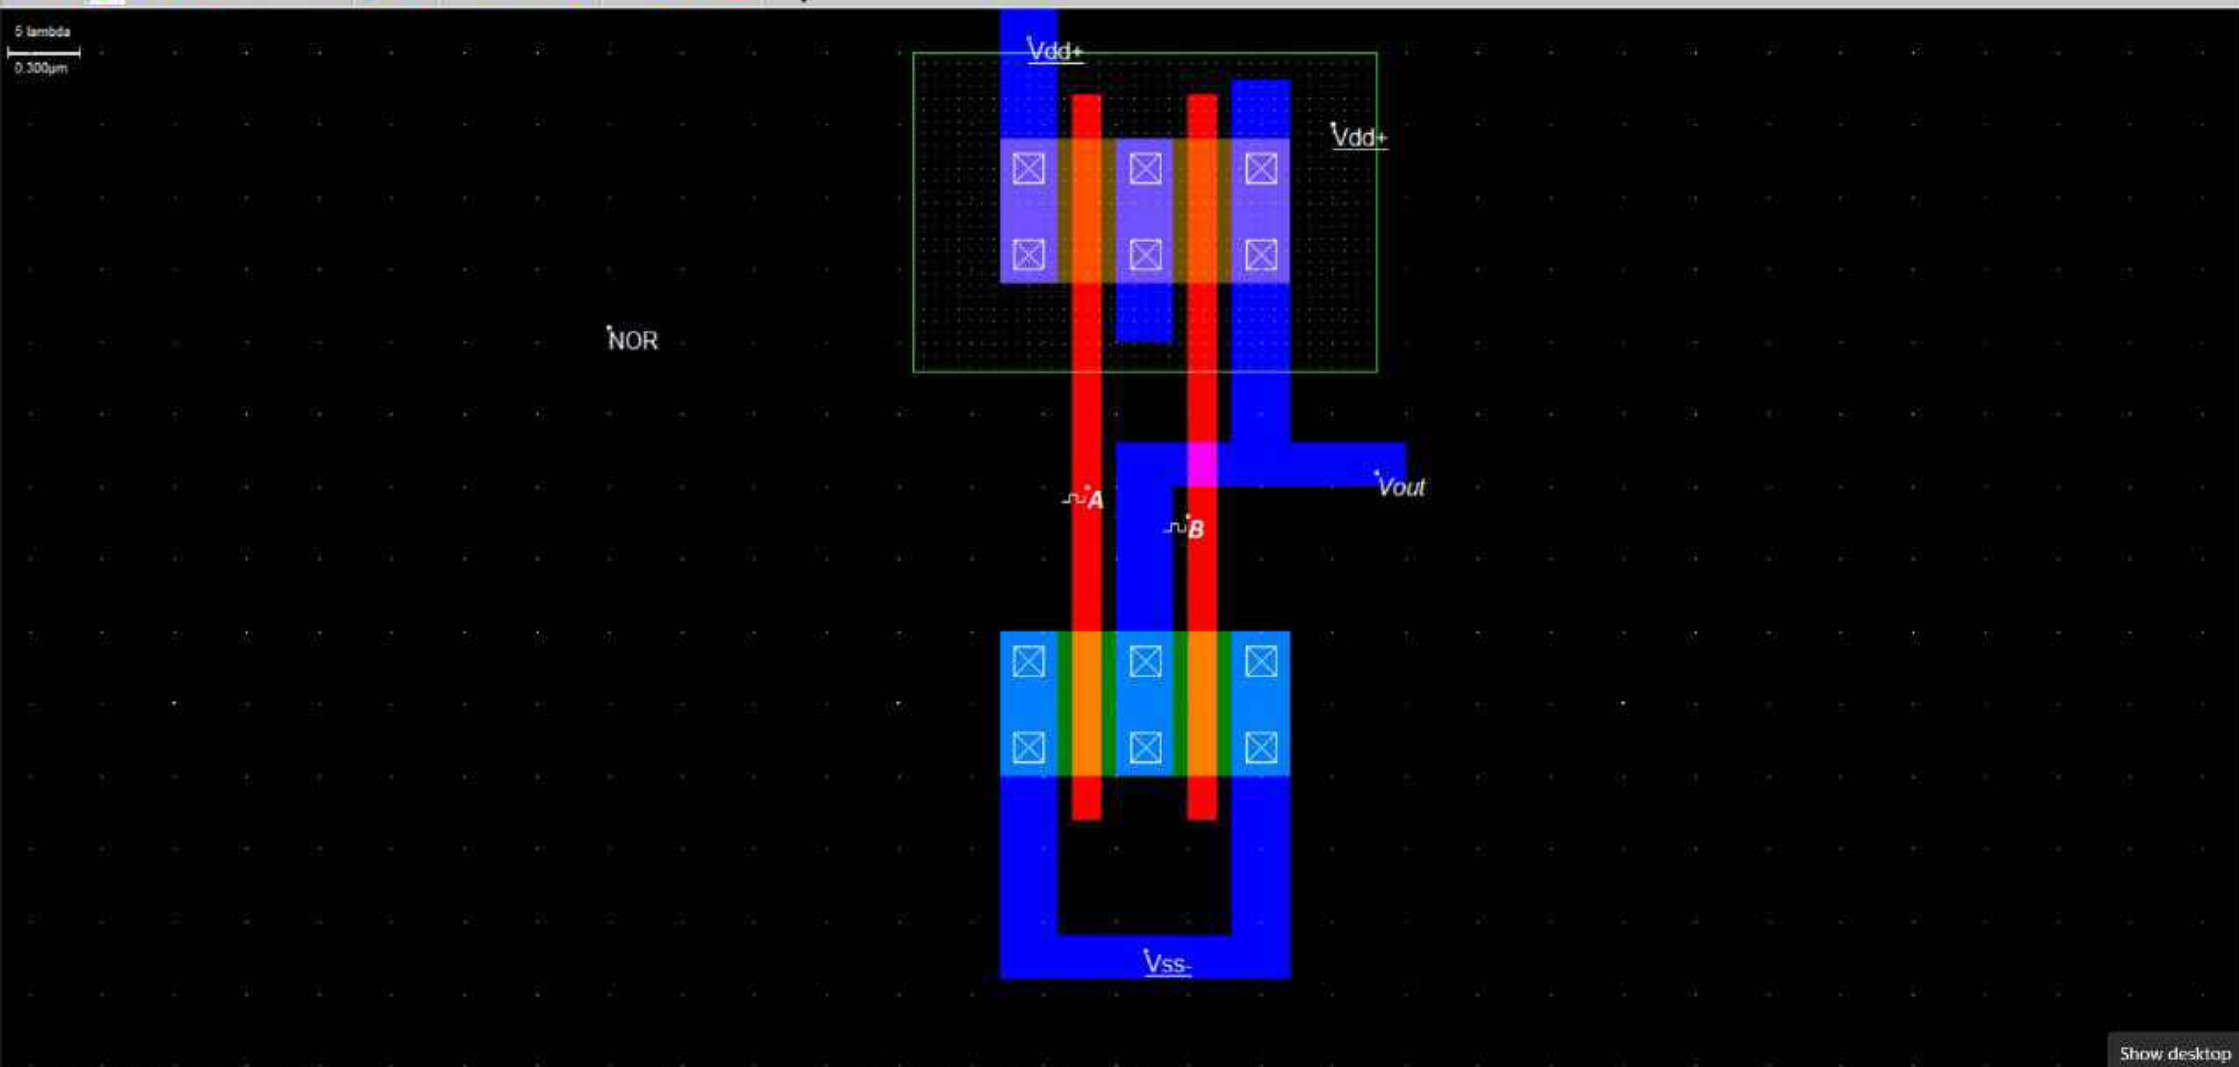 5 lambda
0.300µm
Vdd+
Vdd+
NOR
Vout
A
B
Vss-
Show desktop